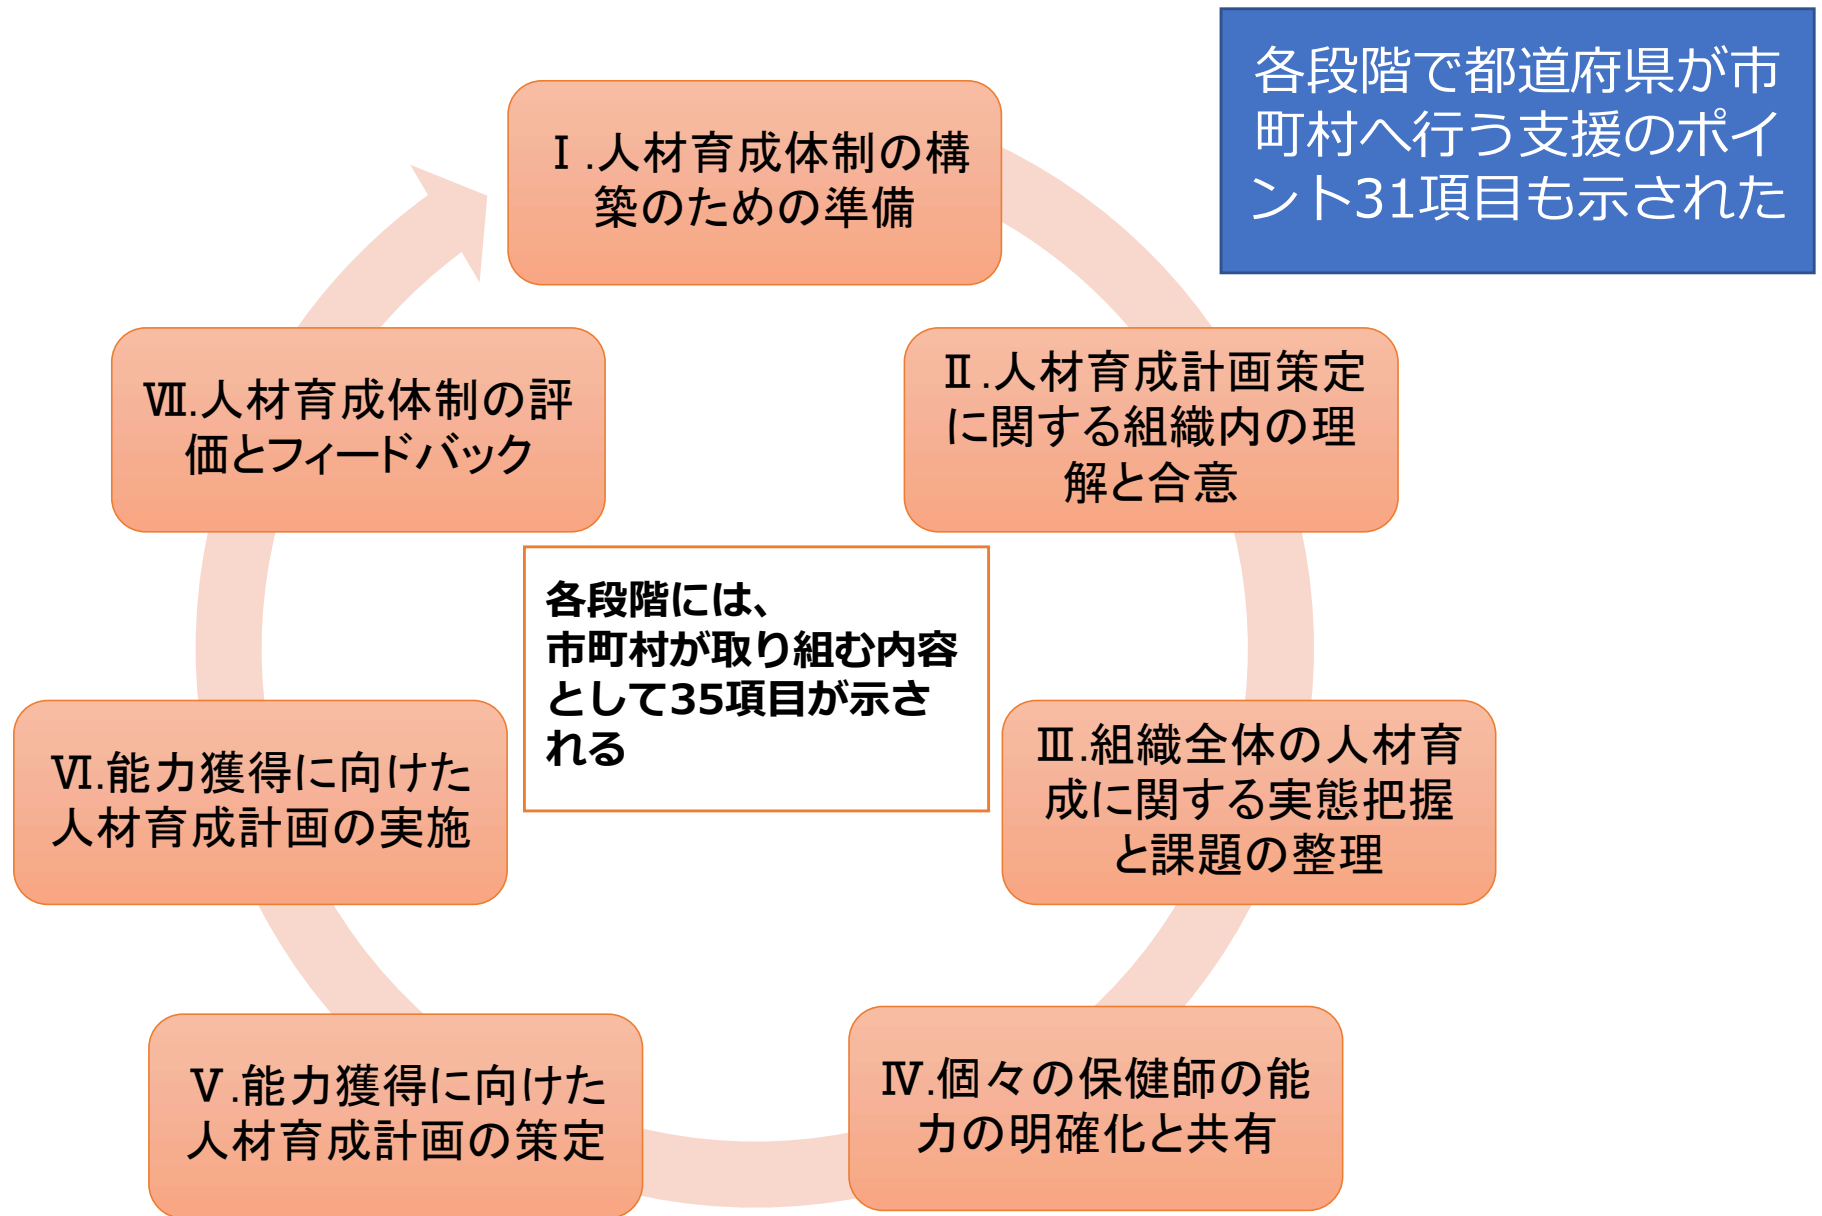 各段階で都道府県が市
町村へ行う支援のポイ
ント31項目も示された
Ⅰ.人材育成体制の構
築のための準備
Ⅱ.人材育成計画策定
に関する組織内の理
解と合意
Ⅲ.組織全体の人材育
成に関する実態把握
と課題の整理
Ⅳ.個々の保健師の能
力の明確化と共有
Ⅴ.能力獲得に向けた
人材育成計画の策定
Ⅵ.能力獲得に向けた
人材育成計画の実施
Ⅶ.人材育成体制の評
価とフィードバック
各段階には、
市町村が取り組む内容
として35項目が示さ
れる